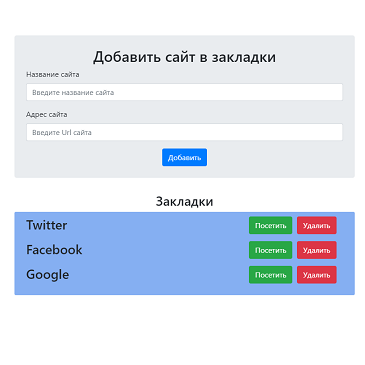 Добавить сайт в закладки
Название сайта
Введите название сайта
Адрес сайта
Введите Url сайта
Добавить
Закладки
Twitter Посетить Удалить
Facebook Посетить Удалить
Google Посетить Удалить